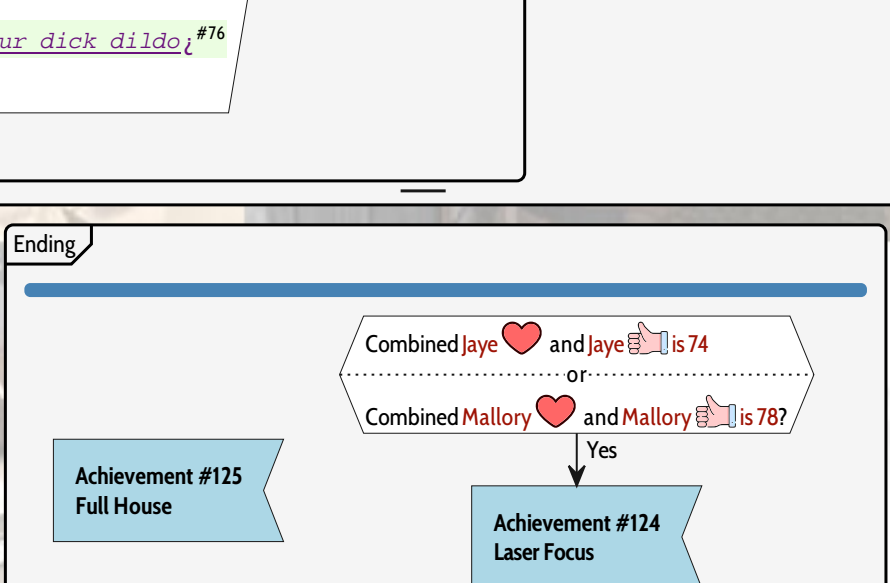 ur dick dildo¿#76
Ending
Combined Jaye and Jaye is 74
or
Combined Mallory and Mallory is 78?
Yes
Achievement #125
Full House
Achievement #124
Laser Focus